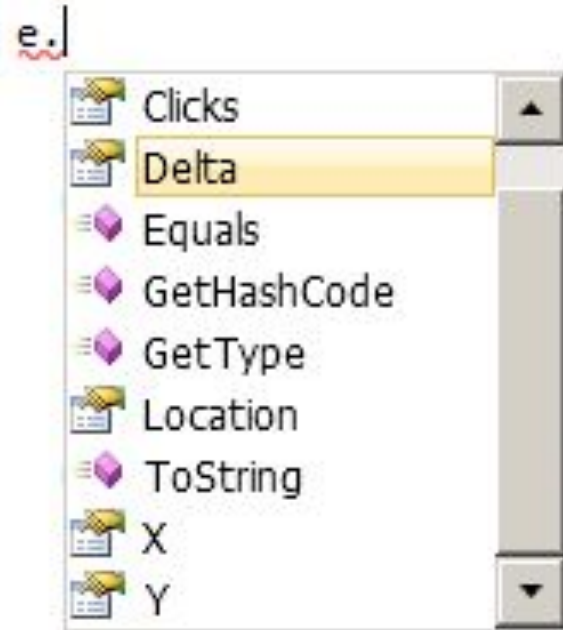 e.
Clicks
Delta
Equals
GetHashCode
GetType
Location
ToString
X
Y